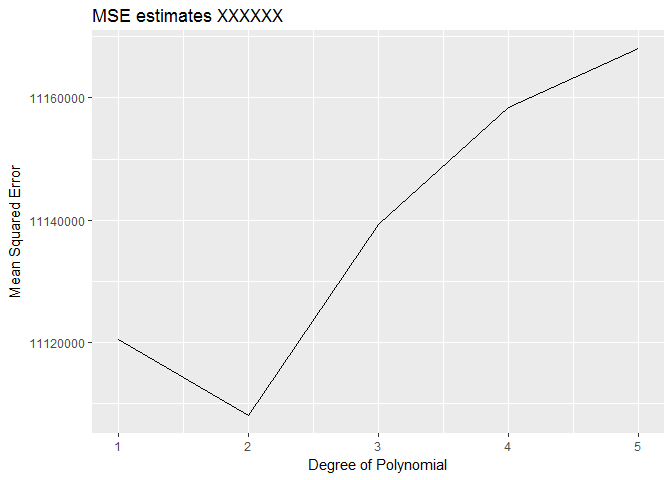 MSE estimates XXXXXX
Mean Squared Error
11160000
11140000
11120000
1
2
3
4
5
Degree of Polynomial